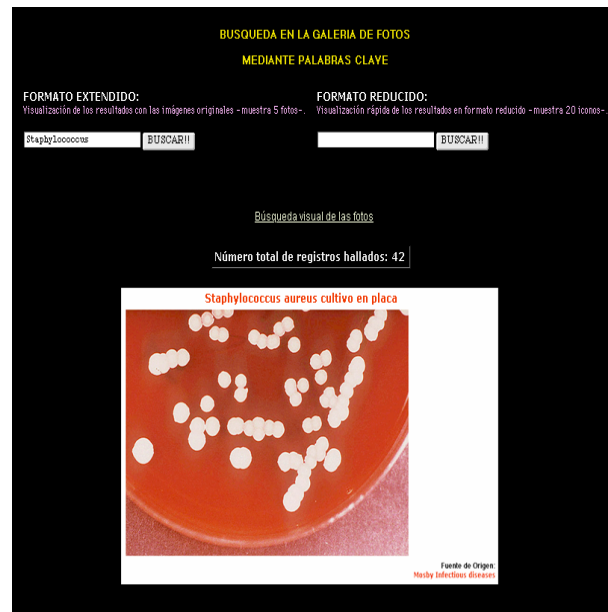 BUSQUEDA EN LA GALERIA DE FOTOS
MEDIANTE PALABRAS CLAVE
FORMATO EXTENDIDO:
Visualización de los resultados con las imágenes originales -muestra 5 fotos-.
Staphylococcus BUSCAR!!
FORMATO REDUCIDO:
Visualización rápida de los resultados en formato reducido -muestra 20 iconos-.
BUSCAR!!
Búsqueda visual de las fotos
Número total de registros hallados: 42
Staphylococcus aureus cultivo en placa
Fuente de Origen:
Mosby Infectious diseases